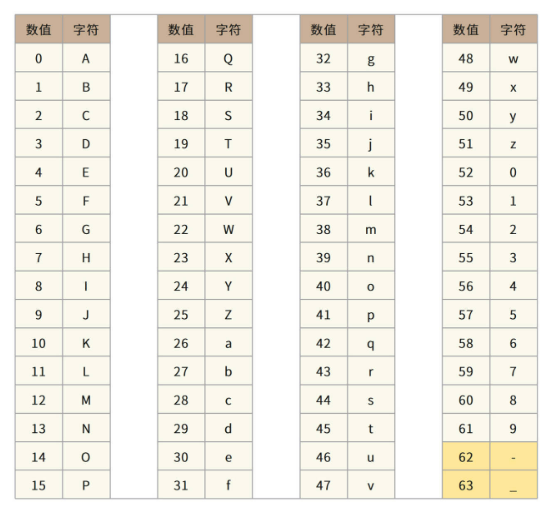 数值 字符 数值 字符 数值 字符 数值 字符
0 A 16 Q 32 g 48 w
1 B 17 R 33 h 49 x
2 C 18 S 34 i 50 y
3 D 19 T 35 j 51 z
4 E 20 U 36 k 52 0
5 F 21 V 37 l 53 1
6 G 22 W 38 m 54 2
7 H 23 X 39 n 55 3
8 I 24 Y 40 o 56 4
9 J 25 Z 41 p 57 5
10 K 26 a 42 q 58 6
11 L 27 b 43 r 59 7
12 M 28 c 44 s 60 8
13 N 29 d 45 t 61 9
14 O 30 e 46 u 62 -
15 P 31 f 47 v 63 _